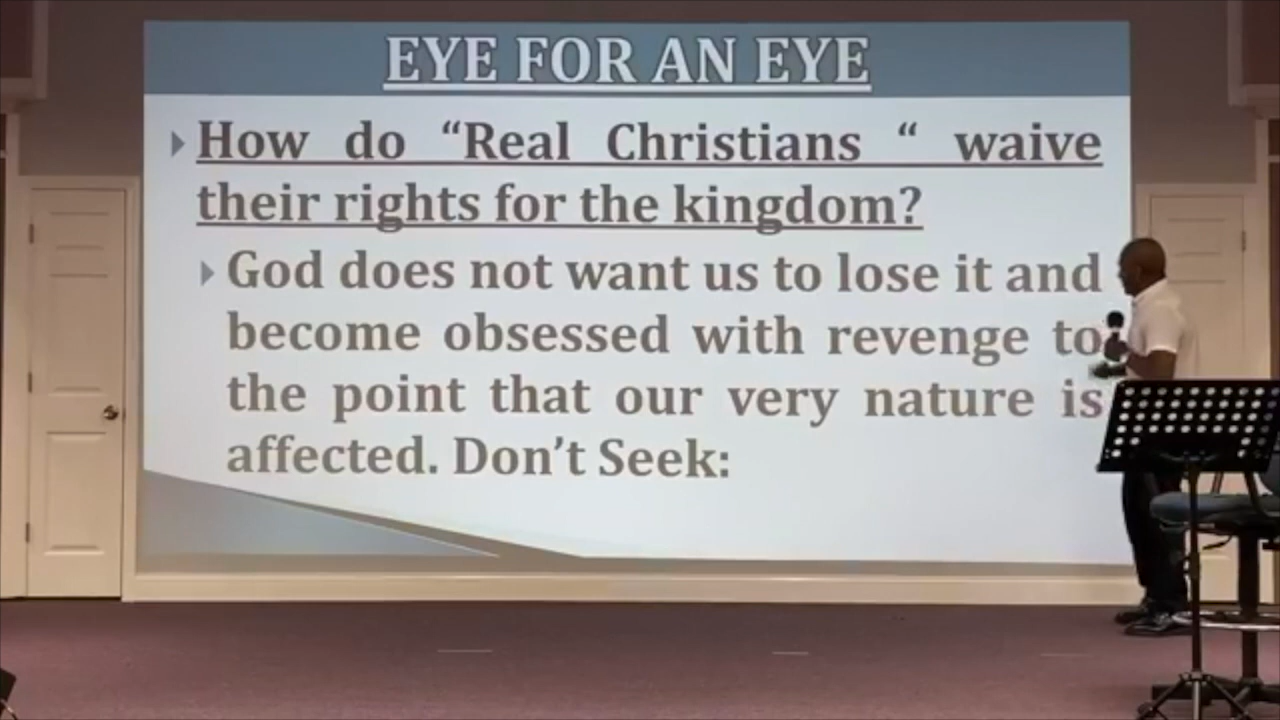 EYE FOR AN EYE
How do “Real Christians “ waive
their rights for the kingdom?
God does not want us to lose it and
become obsessed with revenge to
the point that our very nature is
affected. Don’t Seek: